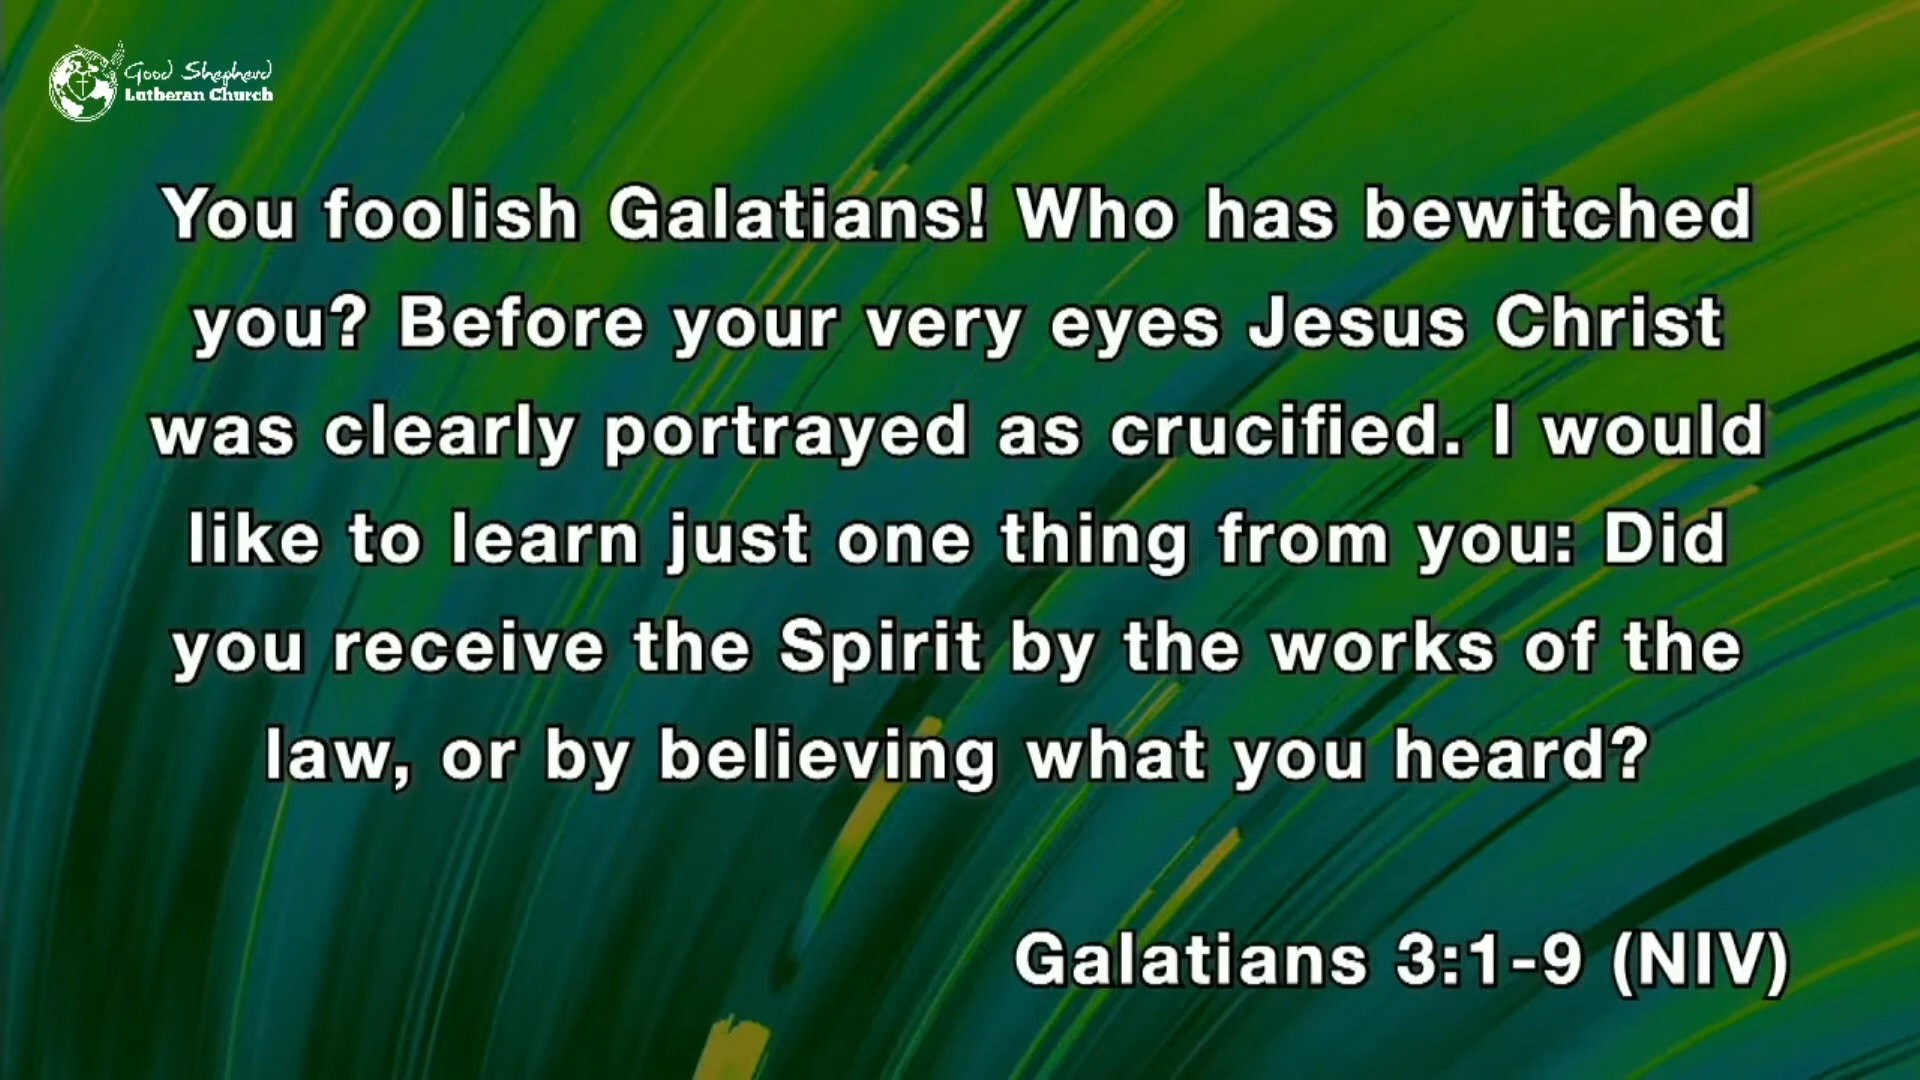 Good Shepherd
Lutheran Church
You foolish Galatians! Who has bewitched
you? Before your very eyes Jesus Christ
was clearly portrayed as crucified. I would
like to learn just one thing from you: Did
you receive the Spirit by the works of the
law, or by believing what you heard?
Galatians 3:1-9 (NIV)